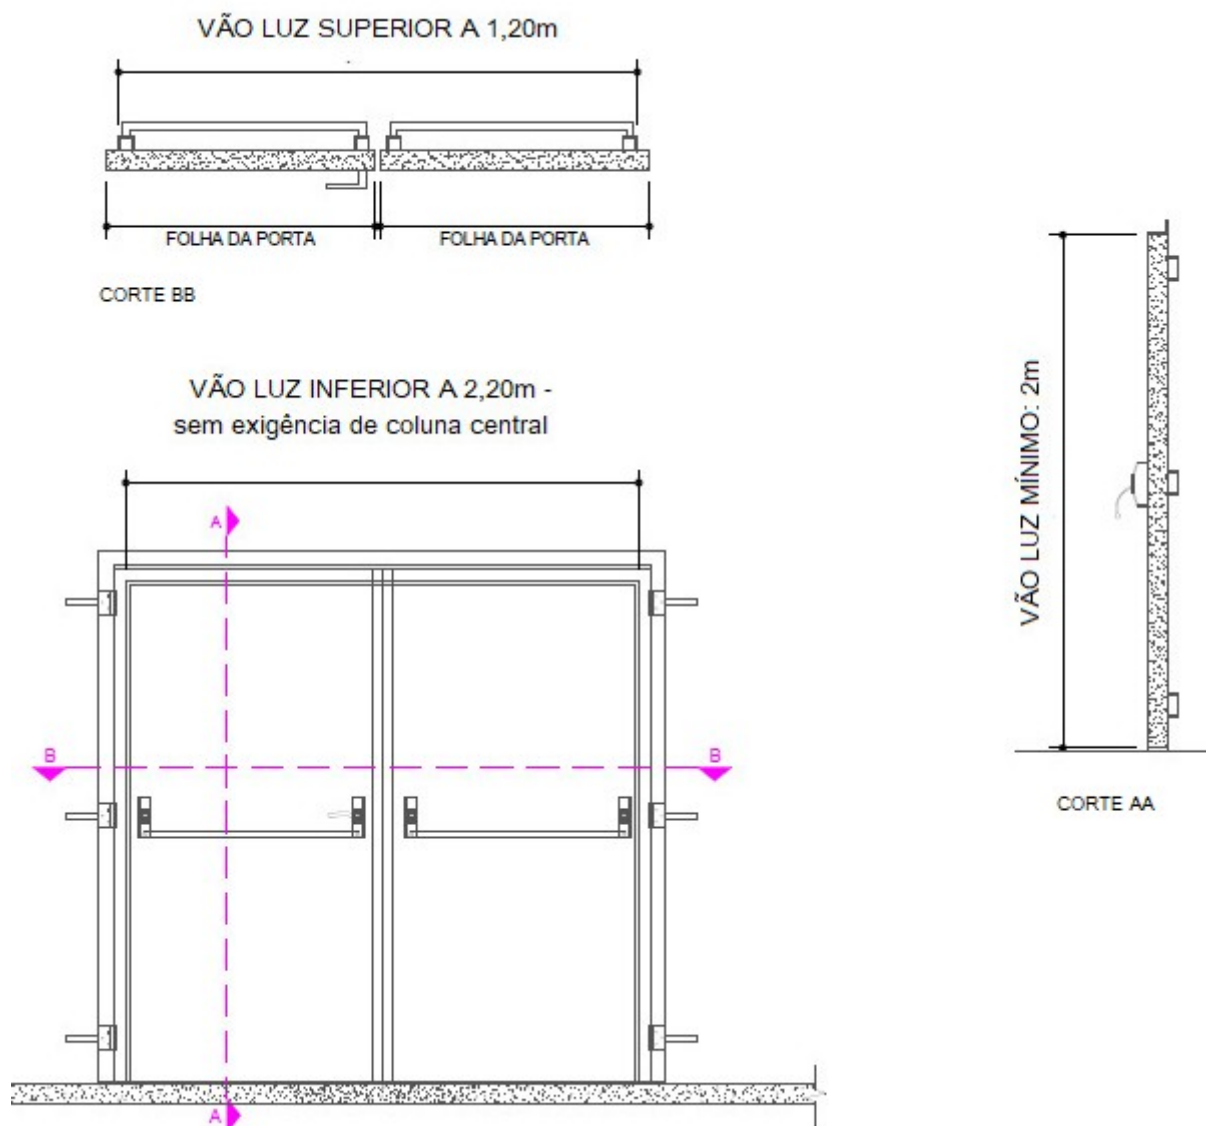 VÃO LUZ SUPERIOR A 1,20m
FOLHA DA PORTA
FOLHA DA PORTA
CORTE BB
VÃO LUZ INFERIOR A 2,20m -
sem exigência de coluna central
A
B
B
A
VÃO LUZ MÍNIMO: 2m
CORTE AA